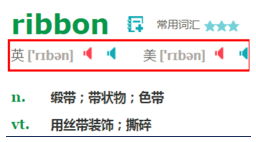 ribbon 常用词汇
英 ['rɪbən] 美 ['rɪbən]
n. 缎带；带状物；色带
vt. 用丝带装饰；撕碎